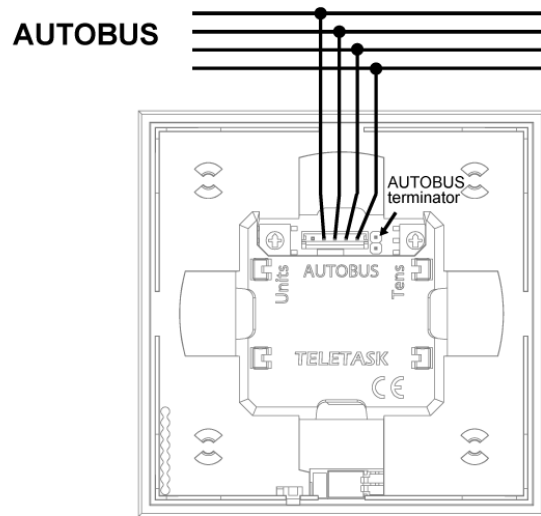 AUTOBUS
AUTOBUS
terminator
Units
AUTOBUS
Tens
TELETASK
CE